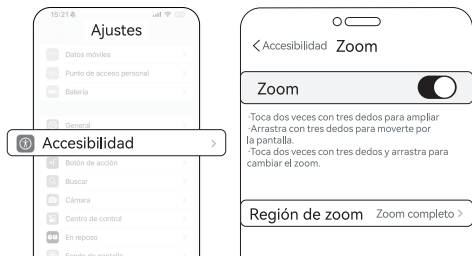 15:21
Ajustes
Datos móviles
Punto de acceso personal
Batería
General
Accesibilidad
Botón de acción
Buscar
Cámara
Centro de control
En reposo
Fondo de pantalla
Accesibilidad Zoom
Zoom
·Toca dos veces con tres dedos para ampliar
·Arrastra con tres dedos para moverte por
la pantalla.
·Toca dos veces con tres dedos y arrastra para
cambiar el zoom.
Región de zoom Zoom completo